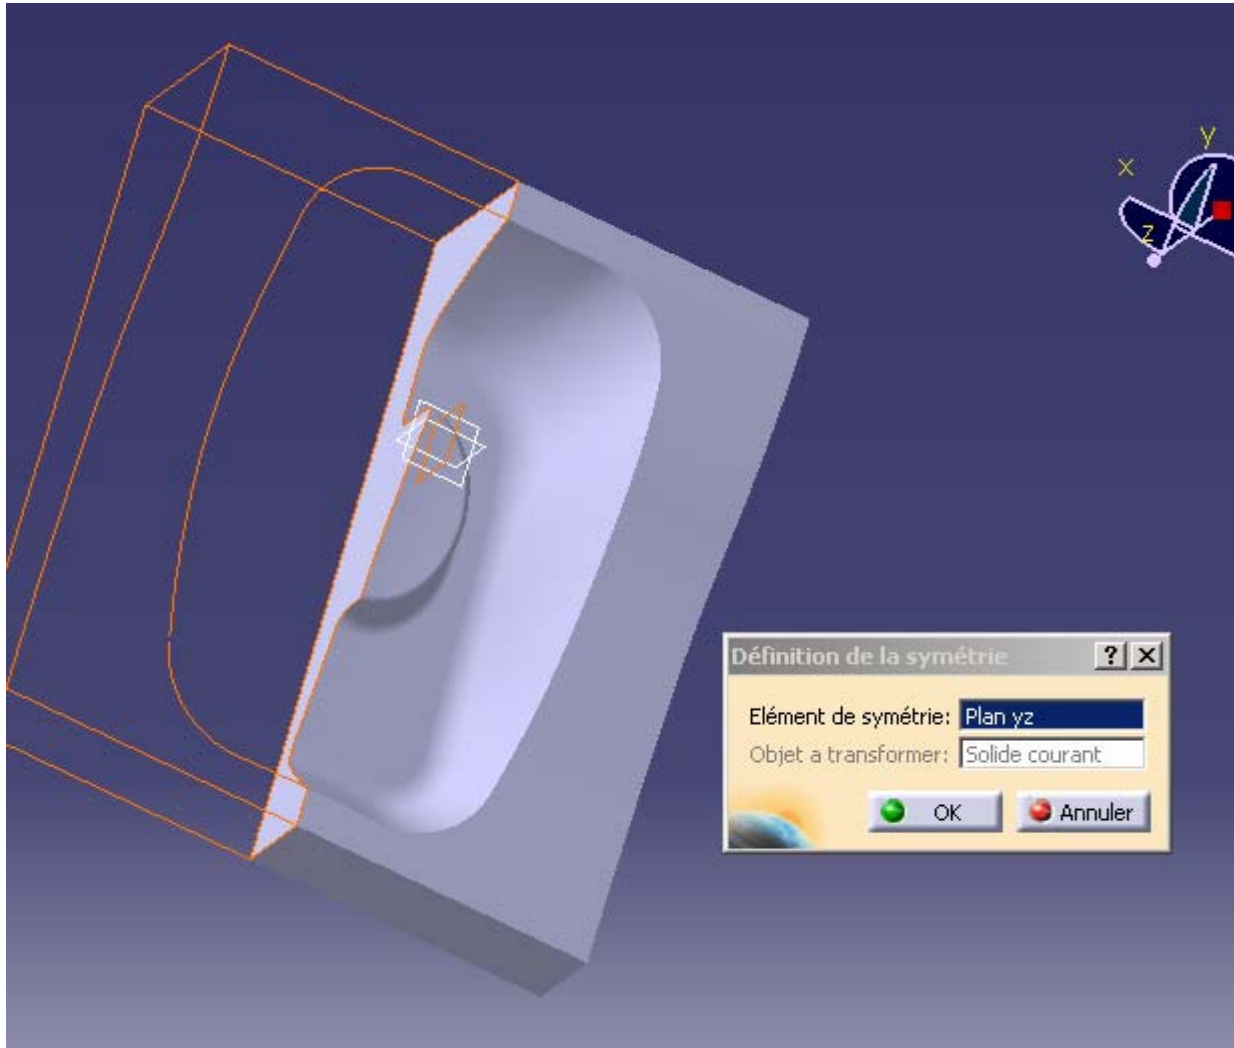 y
x
z
Définition de la symétrie
Elément de symétrie: Plan yz
Objet a transformer: Solide courant
OK Annuler